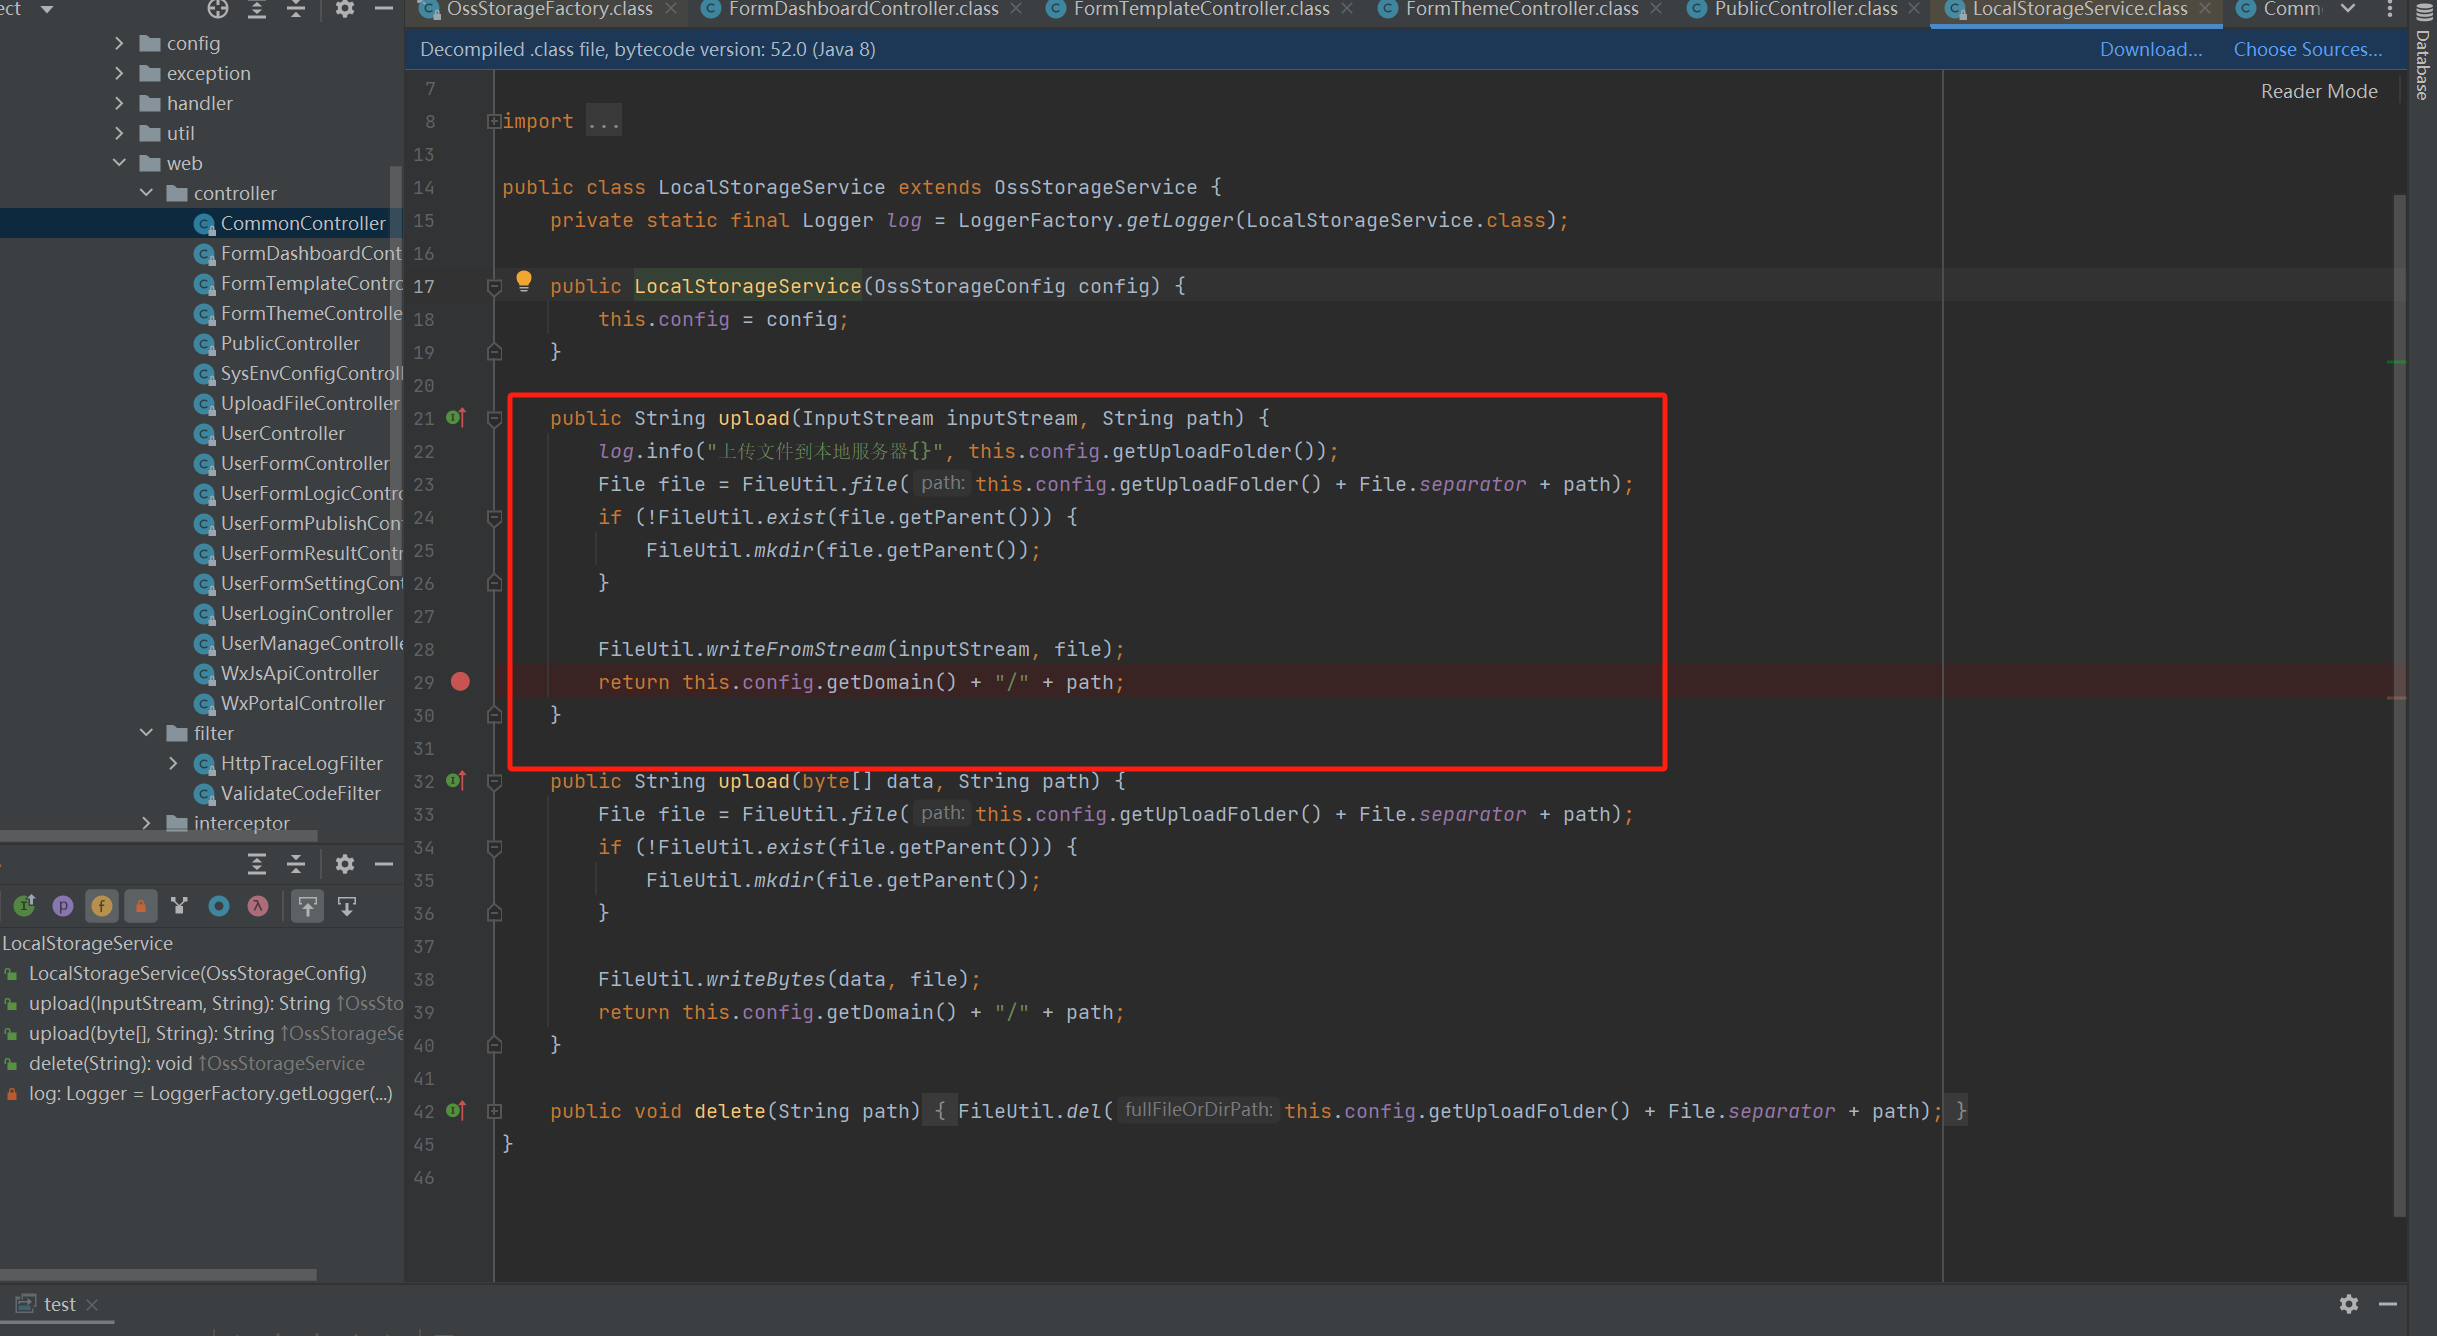 ect
OssStorageFactory.class
FormDashboardController.class
FormTemplateController.class
FormThemeController.class
PublicController.class
LocalStorageService.class
Comm
Decompiled .class file, bytecode version: 52.0 (Java 8)
Download...
Choose Sources...
Database
Reader Mode
config
exception
handler
util
web
controller
CommonController
FormDashboardCont
FormTemplateContro
FormThemeControlle
PublicController
SysEnvConfigControll
UploadFileController
UserController
UserFormController
UserFormLogicContro
UserFormPublishCon
UserFormResultContr
UserFormSettingCont
UserLoginController
UserManageControlle
WxJsApiController
WxPortalController
filter
HttpTraceLogFilter
ValidateCodeFilter
interceptor
LocalStorageService
LocalStorageService(OssStorageConfig)
upload(InputStream, String): String ↑OssSto
upload(byte[], String): String ↑OssStorageSe
delete(String): void ↑OssStorageService
log: Logger = LoggerFactory.getLogger(...)
7
8 import ...
13
14 public class LocalStorageService extends OssStorageService {
15 private static final Logger log = LoggerFactory.getLogger(LocalStorageService.class);
16
17 public LocalStorageService(OssStorageConfig config) {
18 this.config = config;
19 }
20
21 public String upload(InputStream inputStream, String path) {
22 log.info("上传文件到本地服务器{}", this.config.getUploadFolder());
23 File file = FileUtil.file( path: this.config.getUploadFolder() + File.separator + path);
24 if (!FileUtil.exist(file.getParent())) {
25 FileUtil.mkdir(file.getParent());
26 }
27
28 FileUtil.writeFromStream(inputStream, file);
29 return this.config.getDomain() + "/" + path;
30 }
31
32 public String upload(byte[] data, String path) {
33 File file = FileUtil.file( path: this.config.getUploadFolder() + File.separator + path);
34 if (!FileUtil.exist(file.getParent())) {
35 FileUtil.mkdir(file.getParent());
36 }
37
38 FileUtil.writeBytes(data, file);
39 return this.config.getDomain() + "/" + path;
40 }
41
42 public void delete(String path) { FileUtil.del( fullFileOrDirPath: this.config.getUploadFolder() + File.separator + path); }
45 }
46
test